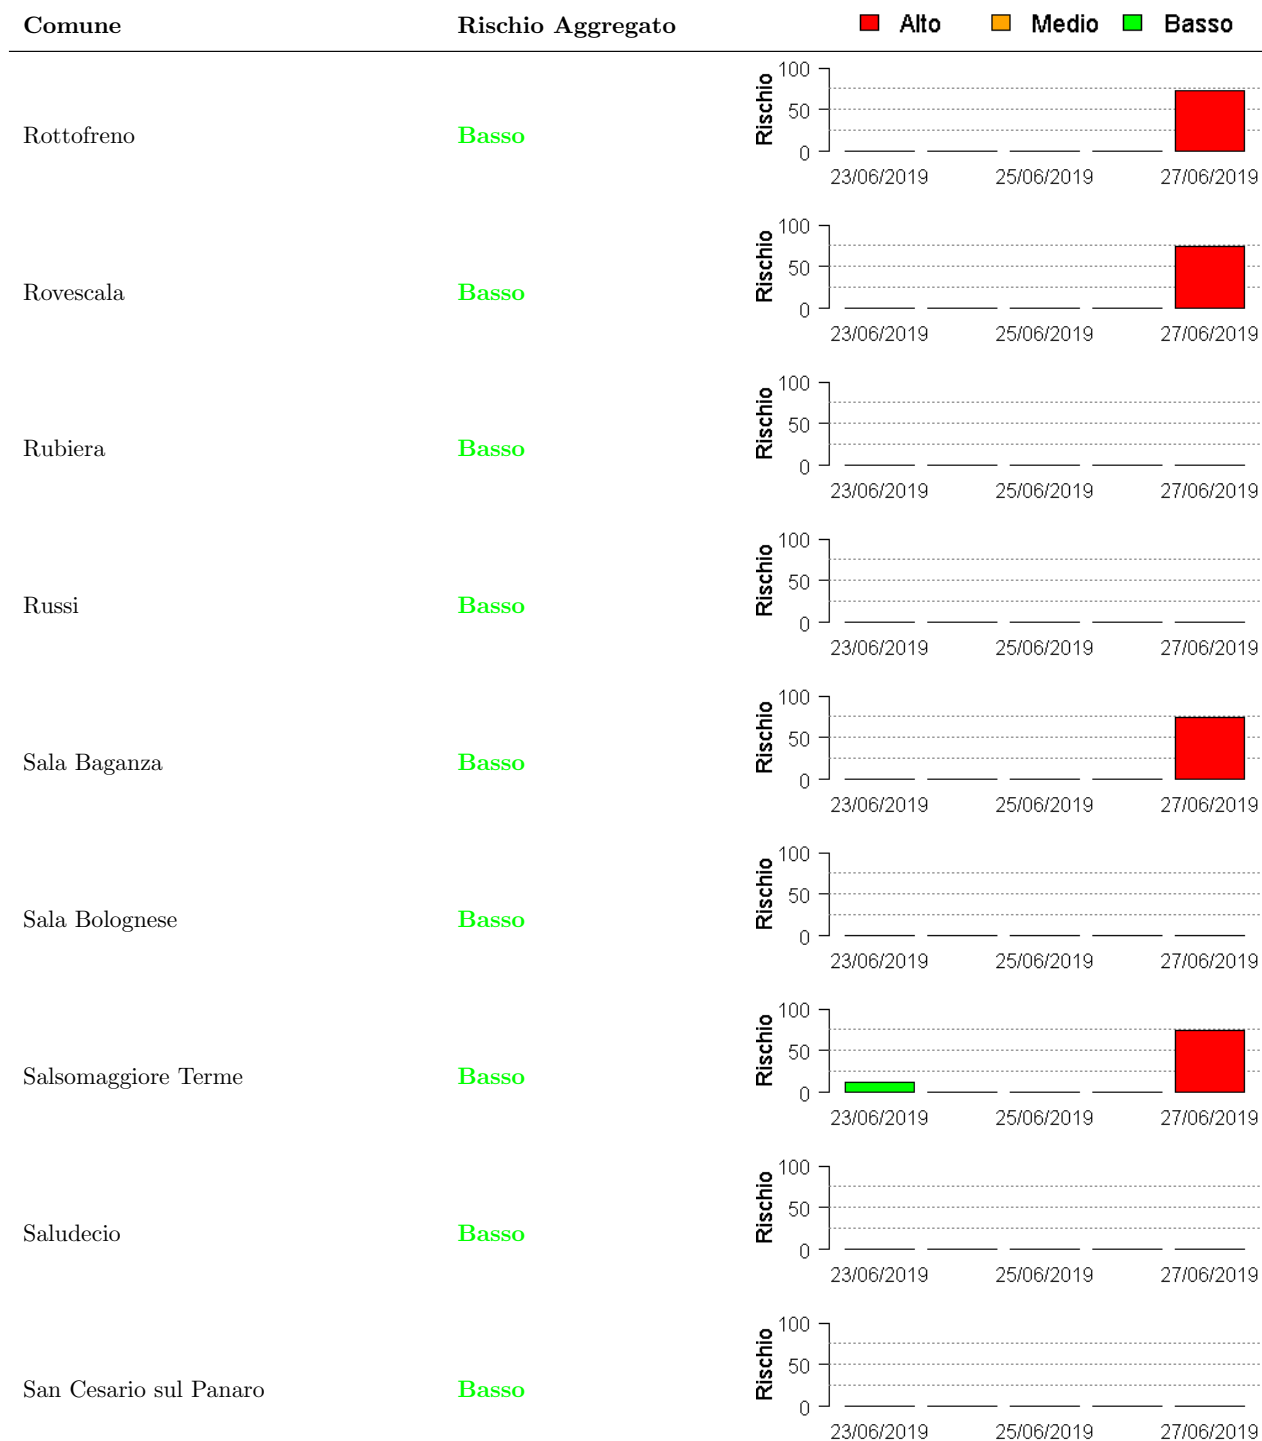 Comune Rischio Aggregato Alto Medio Basso
Rottofreno Basso
Rischio
100
50
0
23/06/2019 25/06/2019 27/06/2019
Rovescala Basso
Rischio
100
50
0
23/06/2019 25/06/2019 27/06/2019
Rubiera Basso
Rischio
100
50
0
23/06/2019 25/06/2019 27/06/2019
Russi Basso
Rischio
100
50
0
23/06/2019 25/06/2019 27/06/2019
Sala Baganza Basso
Rischio
100
50
0
23/06/2019 25/06/2019 27/06/2019
Sala Bolognese Basso
Rischio
100
50
0
23/06/2019 25/06/2019 27/06/2019
Salsomaggiore Terme Basso
Rischio
100
50
0
23/06/2019 25/06/2019 27/06/2019
Saludecio Basso
Rischio
100
50
0
23/06/2019 25/06/2019 27/06/2019
San Cesario sul Panaro Basso
Rischio
100
50
0
23/06/2019 25/06/2019 27/06/2019